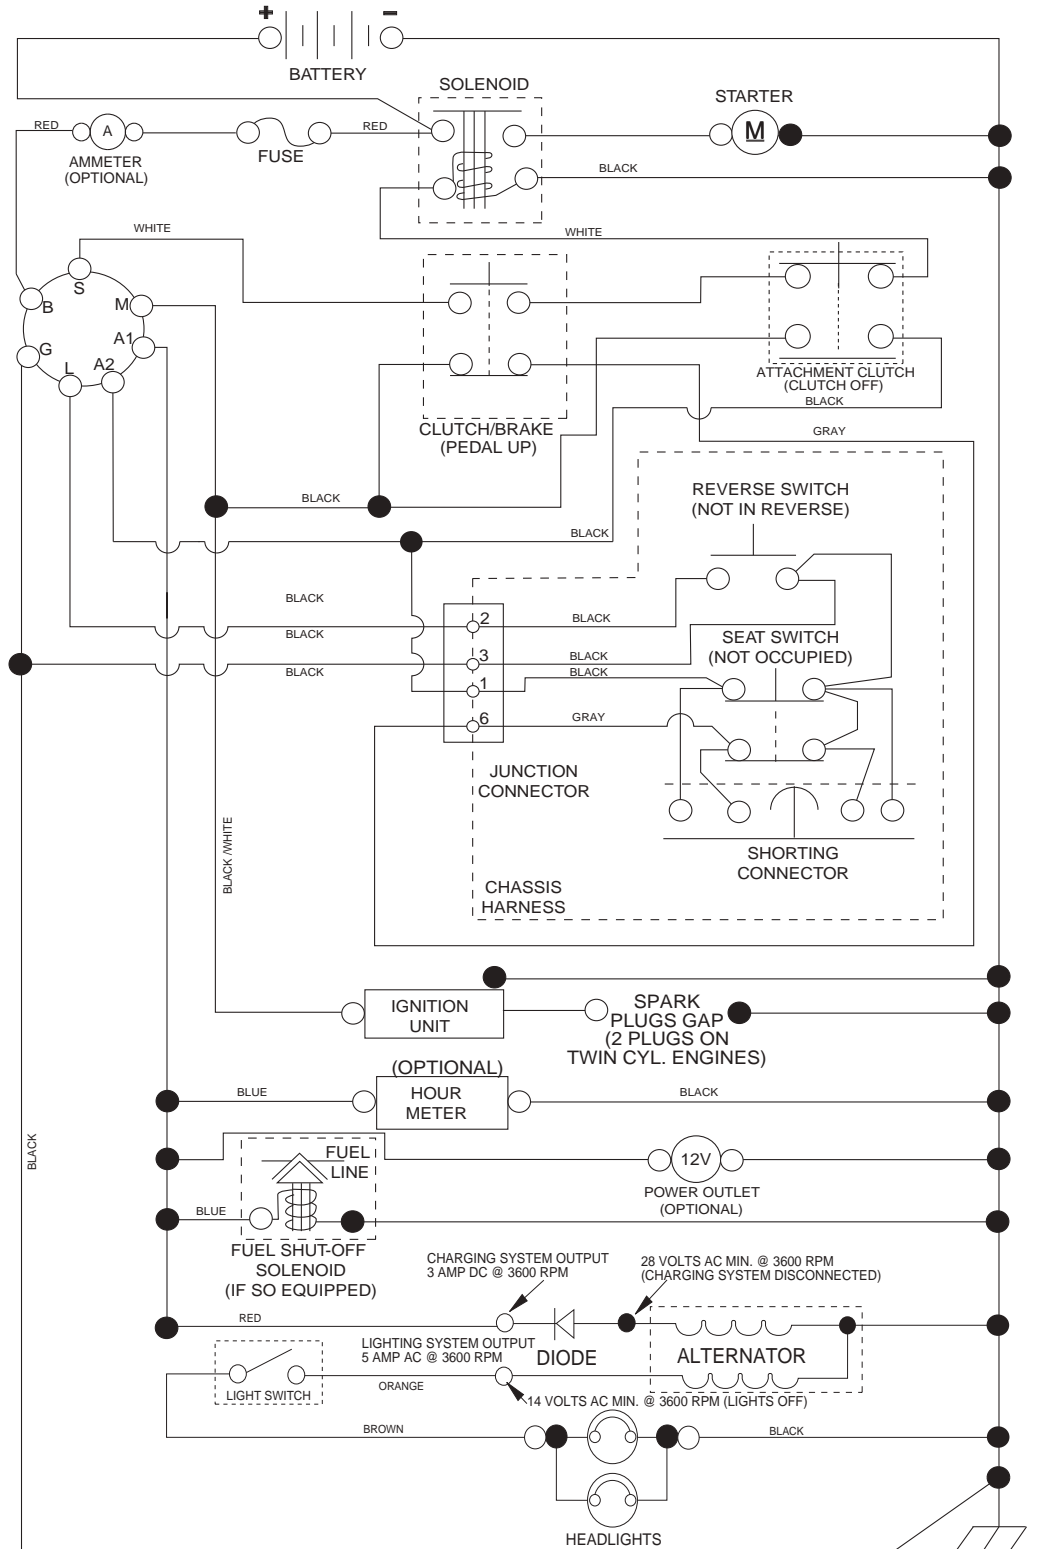 + −
BATTERY
SOLENOID
STARTER
RED
A
RED
M
AMMETER
(OPTIONAL)
FUSE
BLACK
WHITE
WHITE
S
B
M
A1
G
L
A2
ATTACHMENT CLUTCH
(CLUTCH OFF)
BLACK
CLUTCH/BRAKE
(PEDAL UP)
GRAY
REVERSE SWITCH
(NOT IN REVERSE)
BLACK
BLACK
BLACK
2
BLACK
BLACK
SEAT SWITCH
(NOT OCCUPIED)
3
BLACK
BLACK
1
BLACK
6
GRAY
JUNCTION
CONNECTOR
BLACK /WHITE
SHORTING
CONNECTOR
CHASSIS
HARNESS
IGNITION
UNIT
SPARK
PLUGS GAP
(2 PLUGS ON
TWIN CYL. ENGINES)
(OPTIONAL)
HOUR
METER
BLUE
BLACK
BLACK
FUEL
LINE
12V
POWER OUTLET
(OPTIONAL)
BLUE
FUEL SHUT-OFF
SOLENOID
(IF SO EQUIPPED)
CHARGING SYSTEM OUTPUT
3 AMP DC @ 3600 RPM
28 VOLTS AC MIN. @ 3600 RPM
(CHARGING SYSTEM DISCONNECTED)
RED
LIGHTING SYSTEM OUTPUT
5 AMP AC @ 3600 RPM
DIODE
ALTERNATOR
LIGHT SWITCH
ORANGE
14 VOLTS AC MIN. @ 3600 RPM (LIGHTS OFF)
BROWN
BLACK
HEADLIGHTS